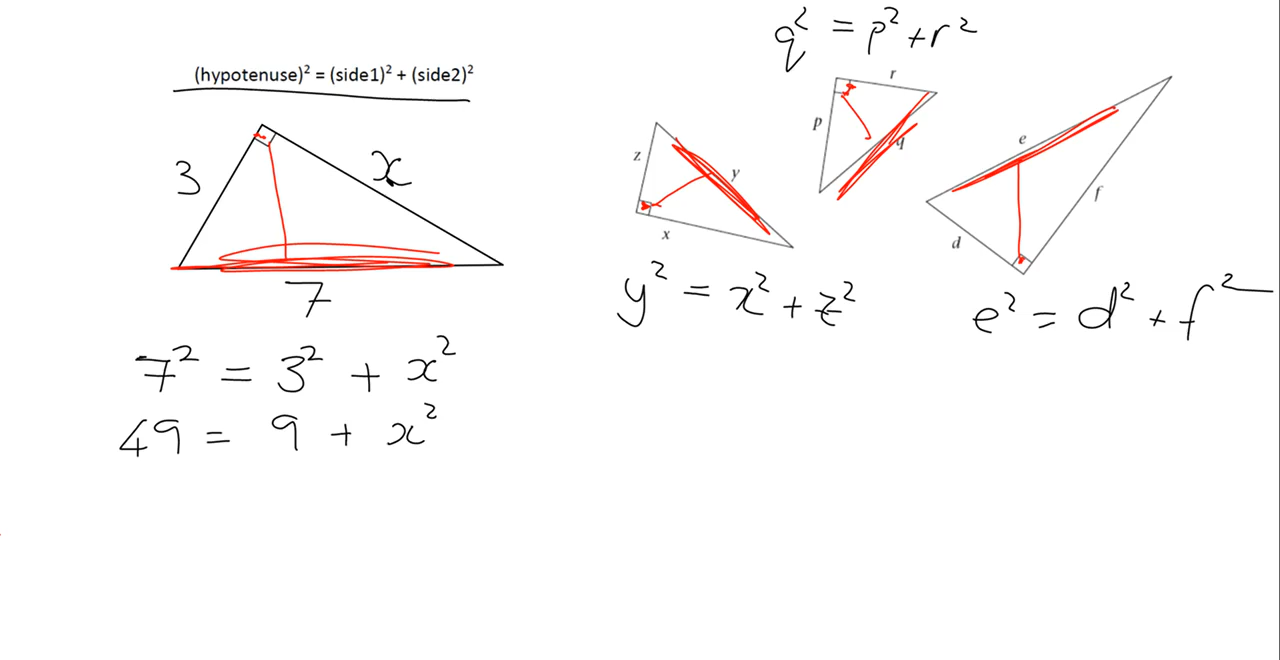 (hypotenuse)² = (side1)² + (side2)²
3
x
7
7² = 3² + x²
49 = 9 + x²
q² = p² + r²
r
p
q
z
y
x
y² = x² + z²
e
f
d
e² = d² + f²